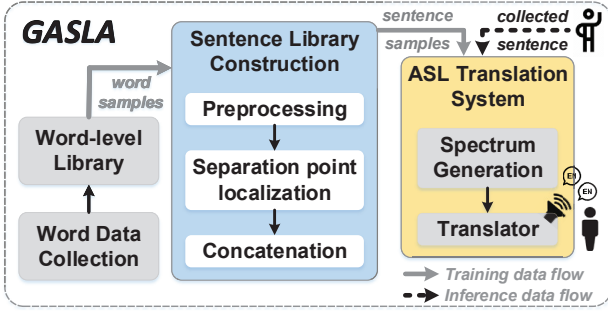 GASLA
word
samples
Word-level
Library
Word Data
Collection
Sentence Library
Construction
Preprocessing
Separation point
localization
Concatenation
sentence
samples
collected
sentence
ASL Translation
System
Spectrum
Generation
Translator
EN
EN
Training data flow
Inference data flow